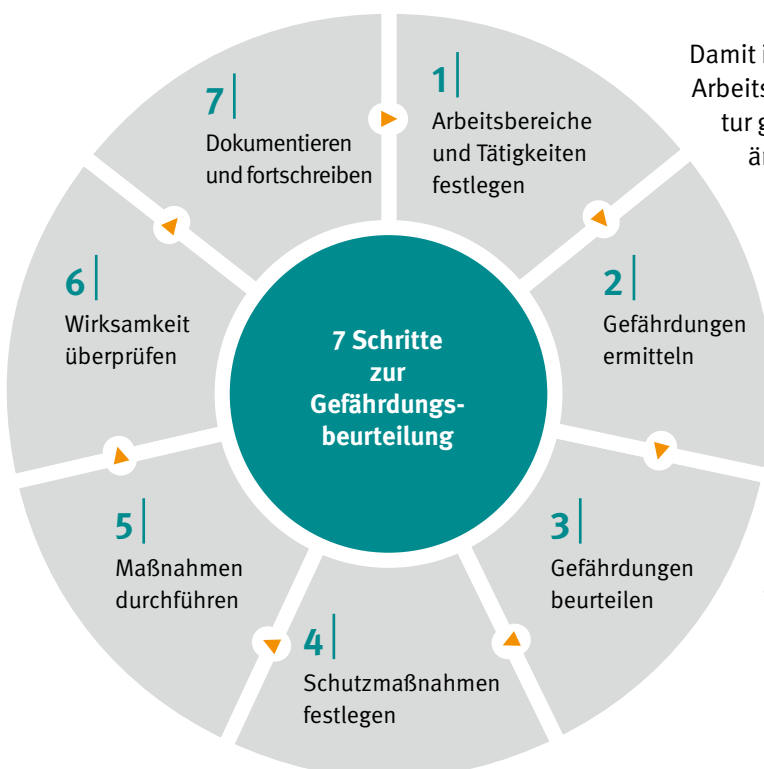 1
Arbeitsbereiche
und Tätigkeiten
festlegen
2
Gefährdungen
ermitteln
3
Gefährdungen
beurteilen
4
Schutzmaßnahmen
festlegen
5
Maßnahmen
durchführen
6
Wirksamkeit
überprüfen
7
Dokumentieren
und fortschreiben
7 Schritte
zur
Gefährdungs-
beurteilung
Damit
Arbeits
tur